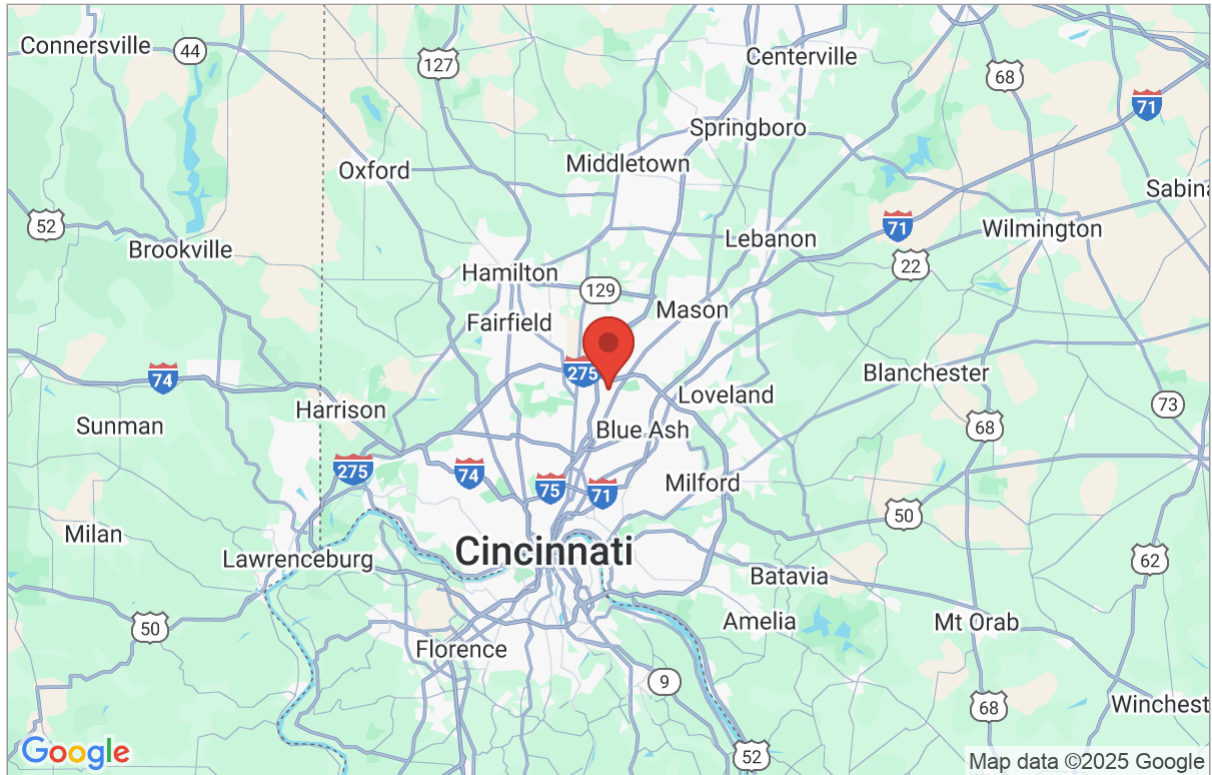 Connersville
44
127
Centerville
68
71
Springboro
Middletown
Oxford
Sabina
52
71
Wilmington
Lebanon
Brookville
22
Hamilton
129
Mason
Fairfield
275
74
Blanchester
Loveland
73
Harrison
Sunman
Blue Ash
68
275
74
75
71
Milford
50
Milan
Cincinnati
Lawrenceburg
62
Batavia
50
Amelia
Mt Orab
Florence
9
68
Winchest
Google
52
Map data ©2025 Google